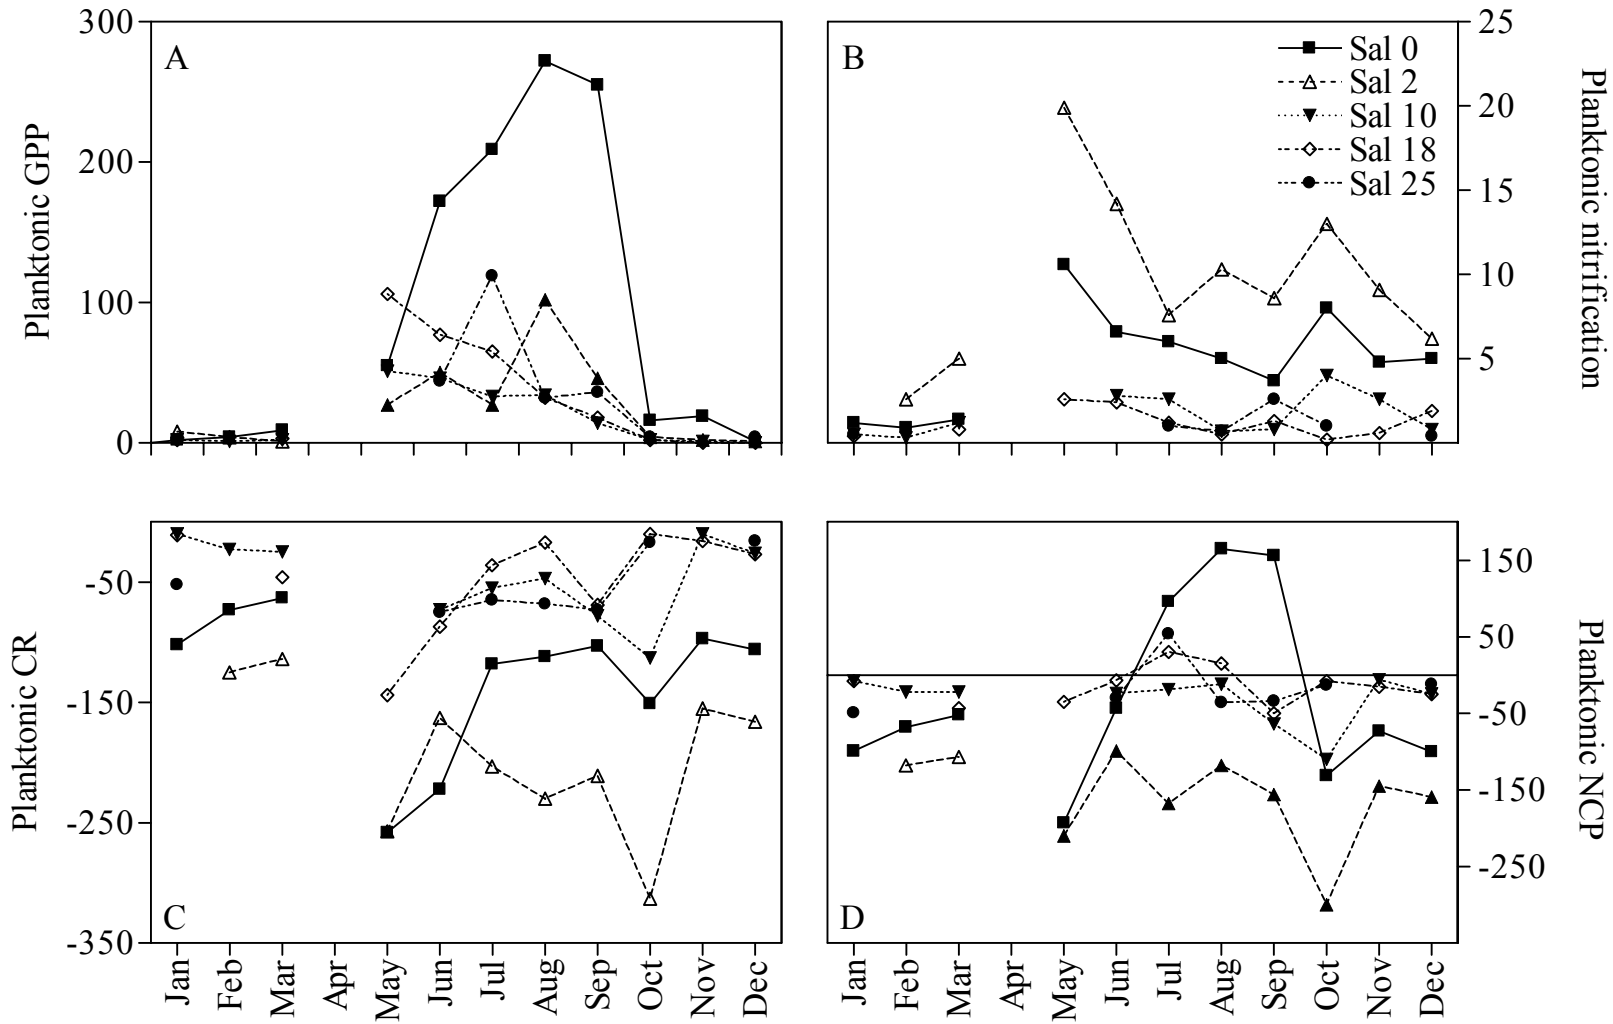 300
200
100
0
Planktonic GPP
A
B
Sal 0
Sal 2
Sal 10
Sal 18
Sal 25
25
20
15
10
5
Planktonic nitrification
-50
-150
-250
-350
Planktonic CR
C
D
150
50
-50
-150
-250
Planktonic NCP
Jan
Feb
Mar
Apr
May
Jun
Jul
Aug
Sep
Oct
Nov
Dec
Jan
Feb
Mar
Apr
May
Jun
Jul
Aug
Sep
Oct
Nov
Dec